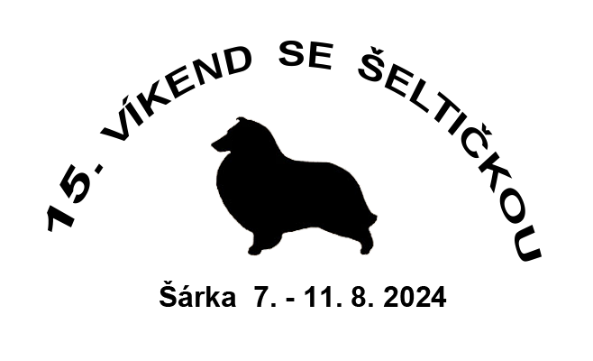 15. VÍKEND SE ŠELTIČKOU
Šárka 7. - 11. 8. 2024